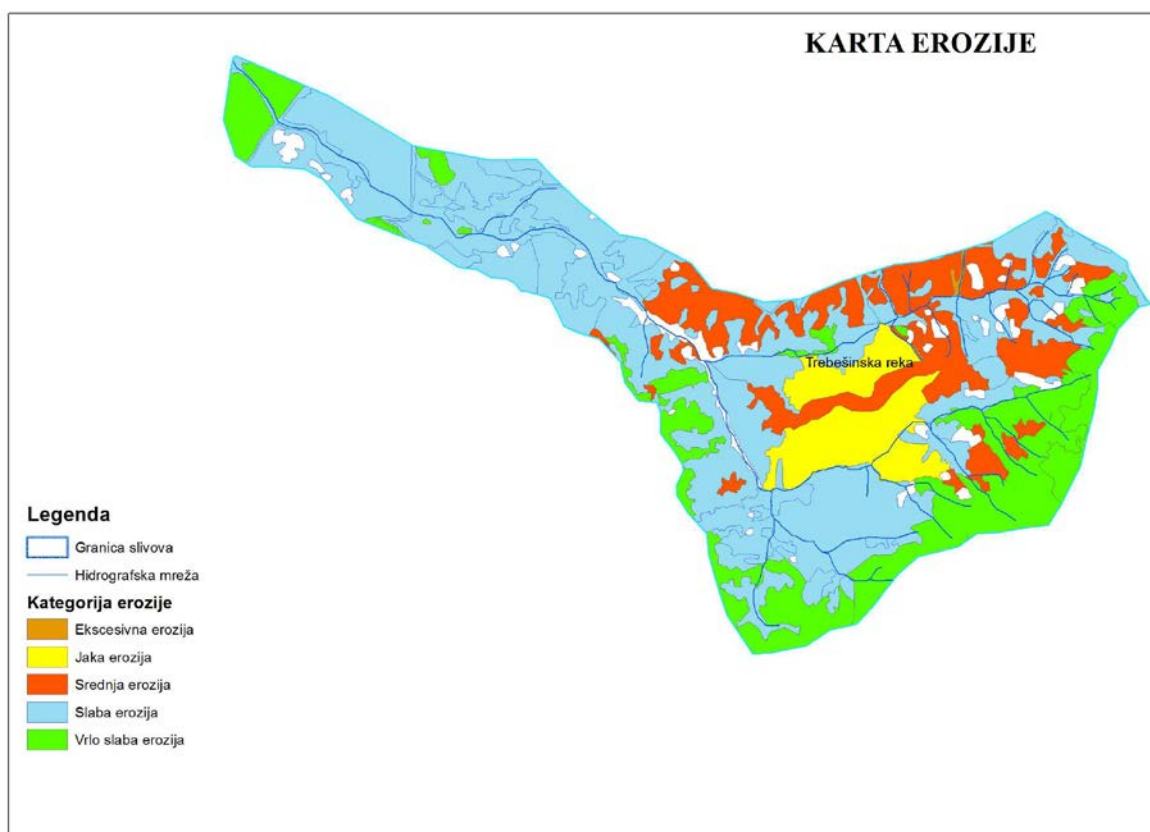 KARTA EROZIJE
Trebešinska reka
Legenda
Granica slivova
Hidrografska mreža
Kategorija erozije
Ekscesivna erozija
Jaka erozija
Srednja erozija
Slaba erozija
Vrlo slaba erozija